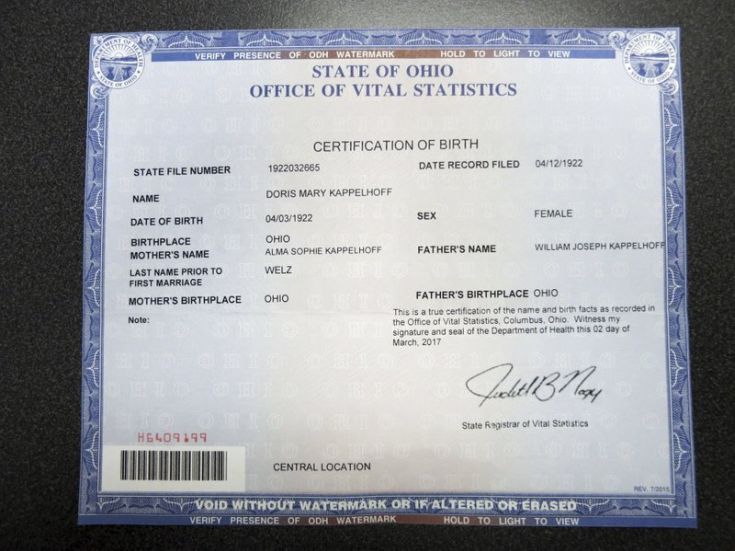 VERIFY PRESENCE OF ODH WATERMARK HOLD TO LIGHT TO VIEW
STATE OF OHIO
OFFICE OF VITAL STATISTICS
CERTIFICATION OF BIRTH
STATE FILE NUMBER 1922032665 DATE RECORD FILED 04/12/1922
NAME DORIS MARY KAPPELHOFF
DATE OF BIRTH 04/03/1922 SEX FEMALE
BIRTHPLACE OHIO
MOTHER'S NAME ALMA SOPHIE KAPPELHOFF FATHER'S NAME WILLIAM JOSEPH KAPPELHOFF
LAST NAME PRIOR TO
FIRST MARRIAGE WELZ
MOTHER'S BIRTHPLACE OHIO FATHER'S BIRTHPLACE OHIO
Note:
This is a true certification of the name and birth facts as recorded in
the Office of Vital Statistics, Columbus, Ohio. Witness my
signature and seal of the Department of Health this 02 day of
March, 2017
State Registrar of Vital Statistics
H6409199
CENTRAL LOCATION
REV. 7/2015
VOID WITHOUT WATERMARK OR IF ALTERED OR ERASED
VERIFY PRESENCE OF ODH WATERMARK HOLD TO LIGHT TO VIEW